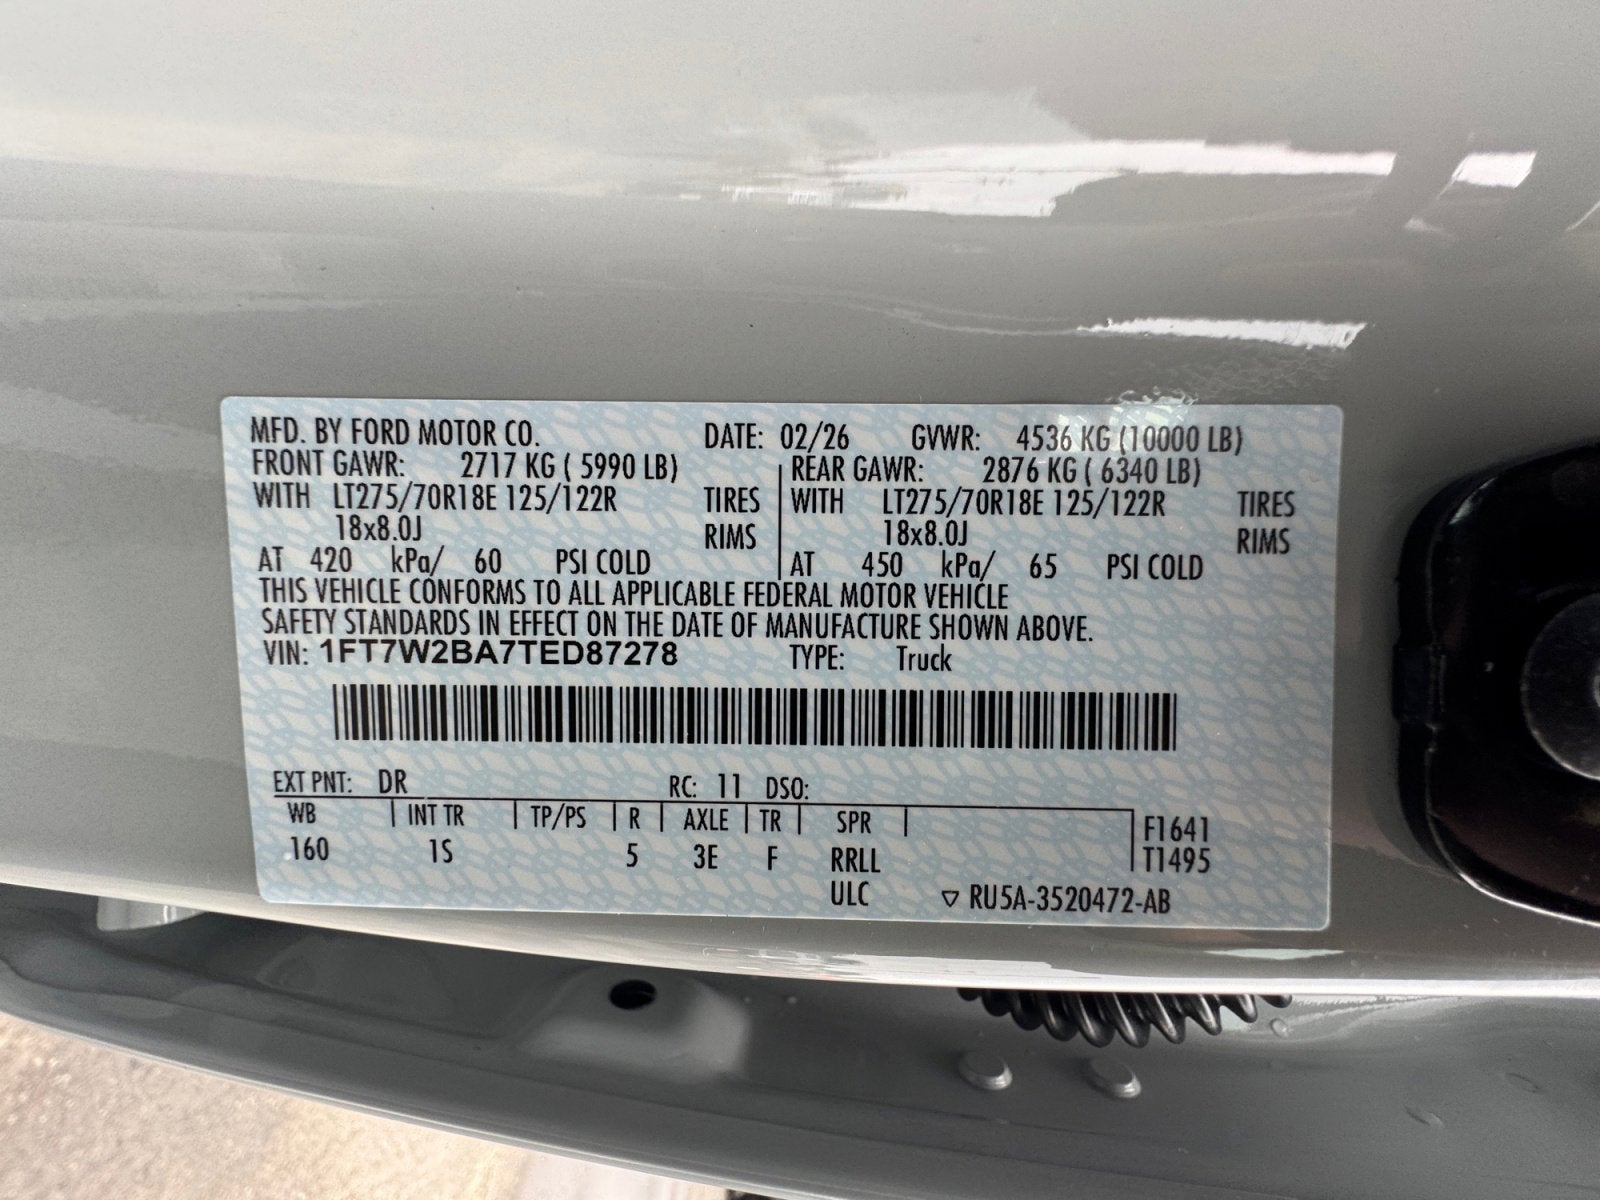 MFD. BY FORD MOTOR CO. DATE: 02/26 GVWR: 4536 KG (10000 LB)
FRONT GAWR: 2717 KG ( 5990 LB) REAR GAWR: 2876 KG ( 6340 LB)
WITH LT275/70R18E 125/122R TIRES WITH LT275/70R18E 125/122R TIRES
18x8.0J RIMS 18x8.0J RIMS
AT 420 kPa/ 60 PSI COLD AT 450 kPa/ 65 PSI COLD
THIS VEHICLE CONFORMS TO ALL APPLICABLE FEDERAL MOTOR VEHICLE
SAFETY STANDARDS IN EFFECT ON THE DATE OF MANUFACTURE SHOWN ABOVE.
VIN: 1FT7W2BA7TED87278 TYPE: Truck
EXT PNT: DR RC: 11 DSO:
WB INT TR TP/PS R AXLE TR SPR F1641
160 1S 5 3E F RRLL T1495
ULC ▽ RU5A-3520472-AB